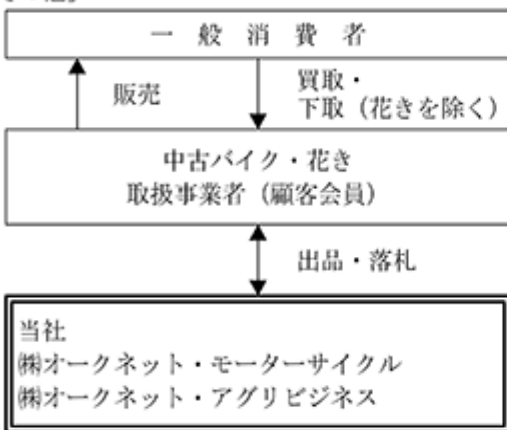 一般消費者
販売
買取・
下取（花きを除く）
中古バイク・花き
取扱事業者（顧客会員）
出品・落札
当社
㈱オークネット・モーターサイクル
㈱オークネット・アグリビジネス